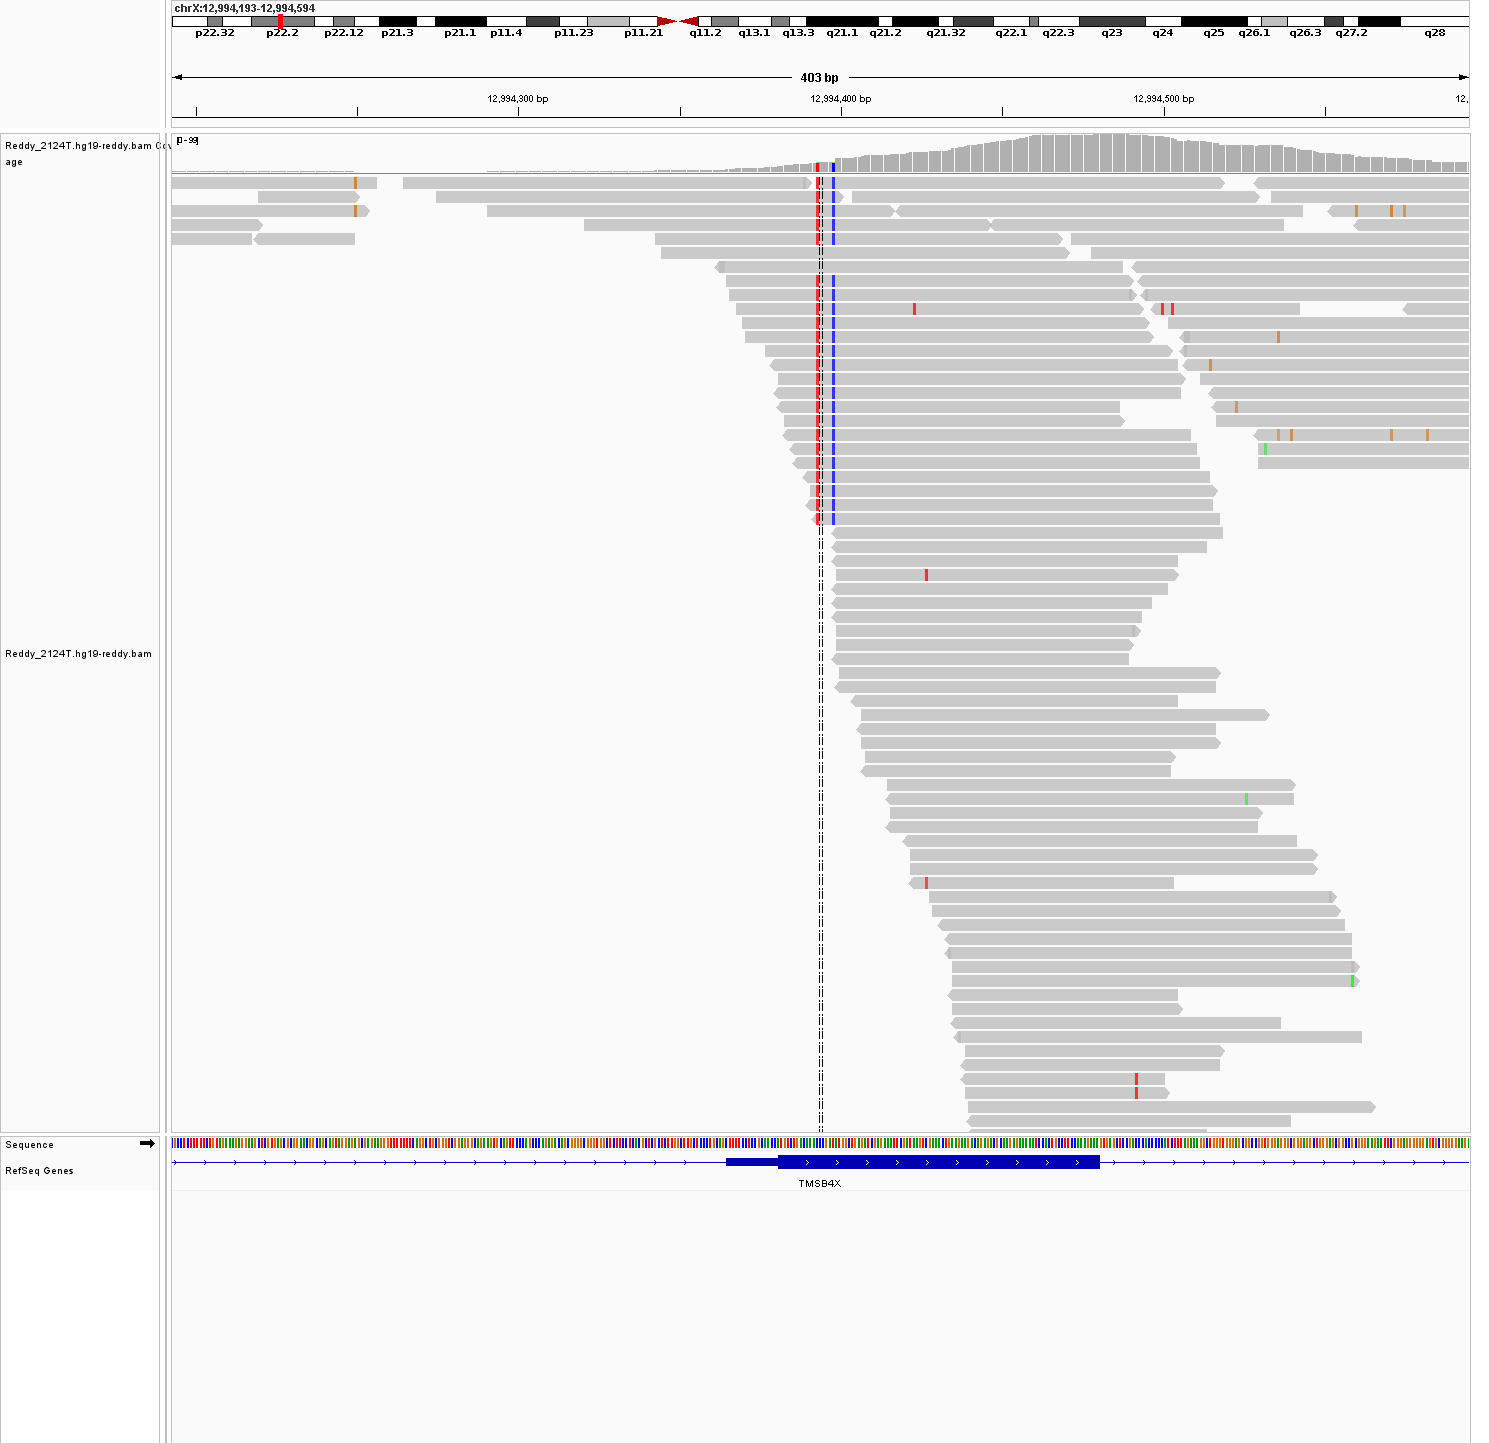 chrX:12,994,193-12,994,594
p22.32 p22.2 p22.12 p21.3 p21.1 p11.4 p11.23 p11.21 q11.2 q13.1 q13.3 q21.1 q21.2 q21.32 q22.1 q22.3 q23 q24 q25 q26.1 q26.3 q27.2 q28
403 bp
12,994,300 bp 12,994,400 bp 12,994,500 bp 12,
Reddy_2124T.hg19-reddy.bam Cov
age
[0 - 99]
Reddy_2124T.hg19-reddy.bam
Sequence
RefSeq Genes
TMSB4X